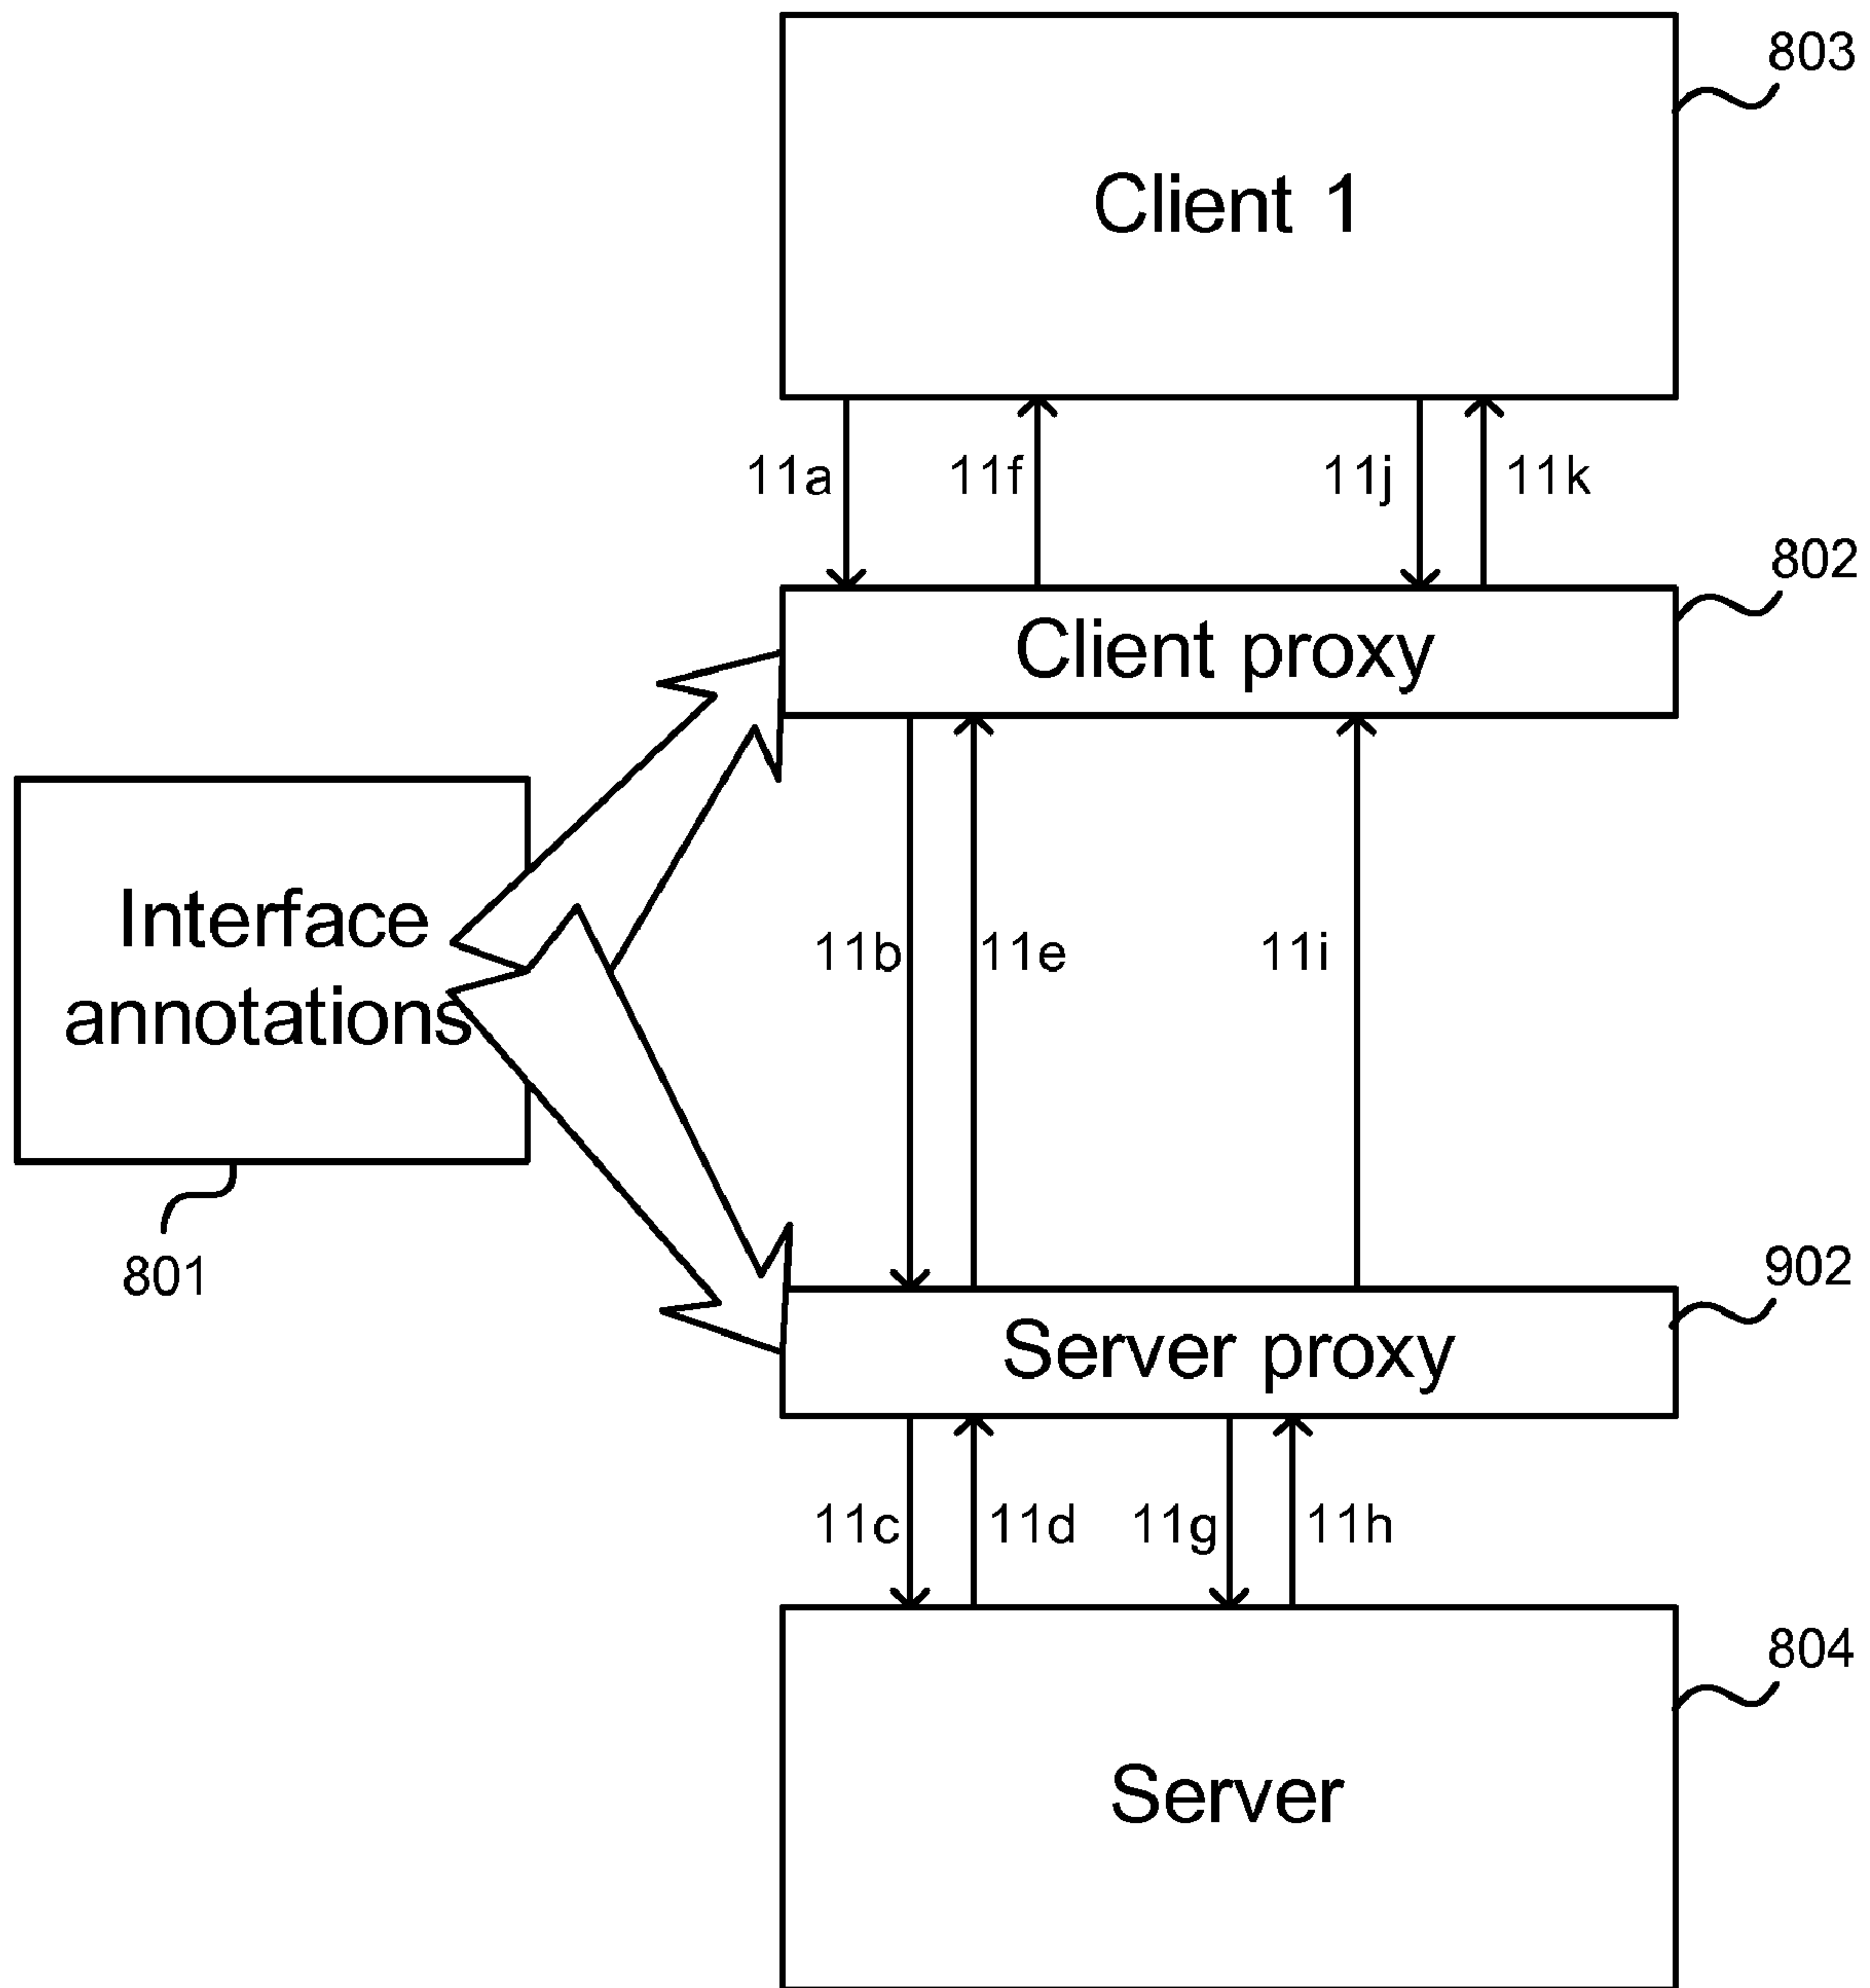 803
Client 1
11a
11f
11j
11k
802
Client proxy
Interface
annotations
11b
11e
11i
801
902
Server proxy
11c
11d
11g
11h
804
Server